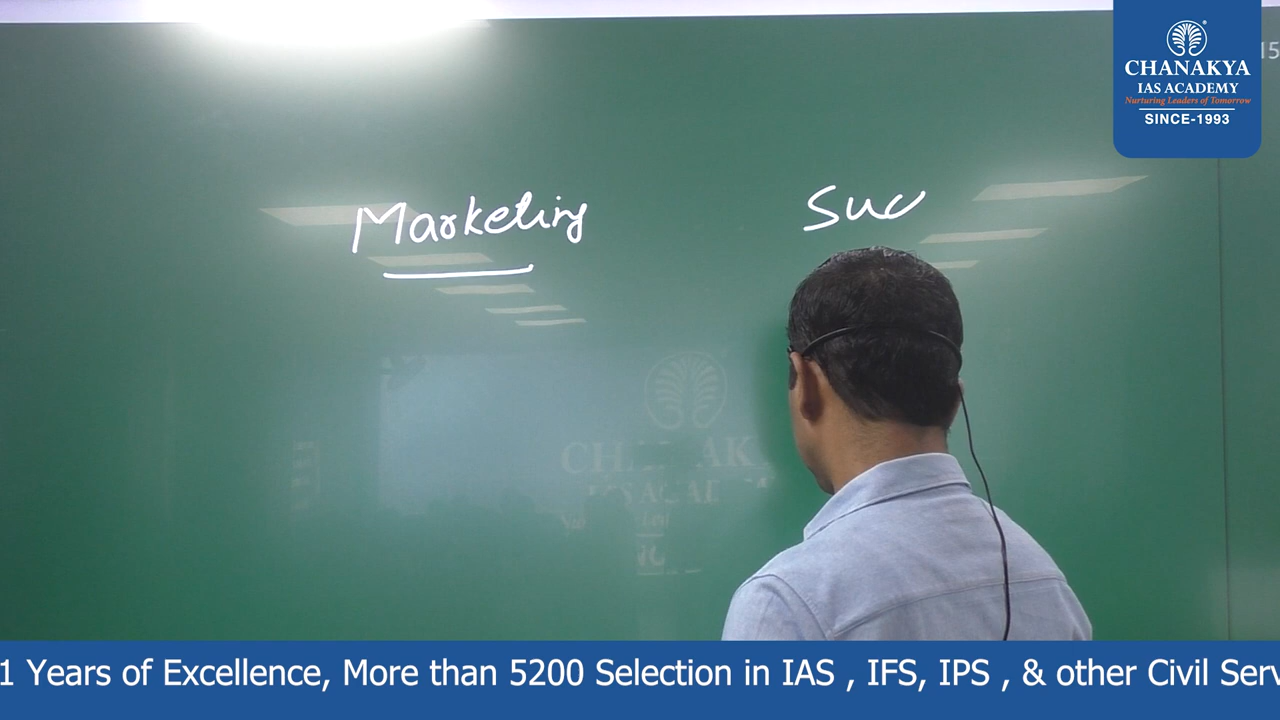 CHANAKYA
IAS ACADEMY
Nurturing Leaders of Tomorrow
SINCE-1993
15
Marketing
Suc
1 Years of Excellence, More than 5200 Selection in IAS , IFS, IPS , & other Civil Serv